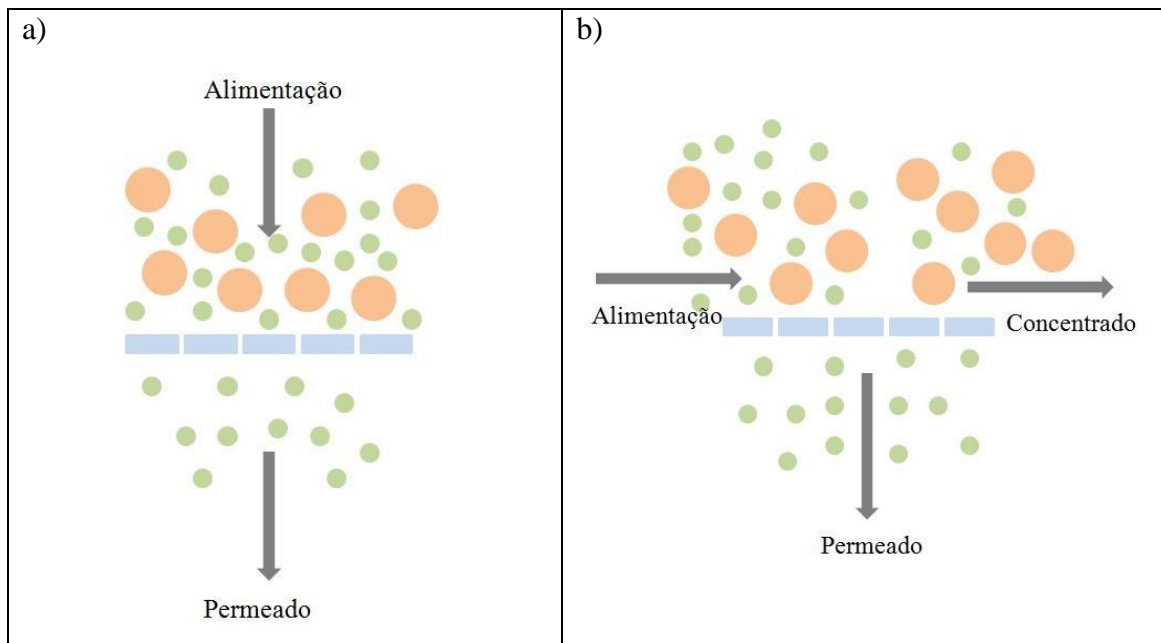 a)
Alimentação
Permeado
b)
Alimentação
Concentrado
Permeado